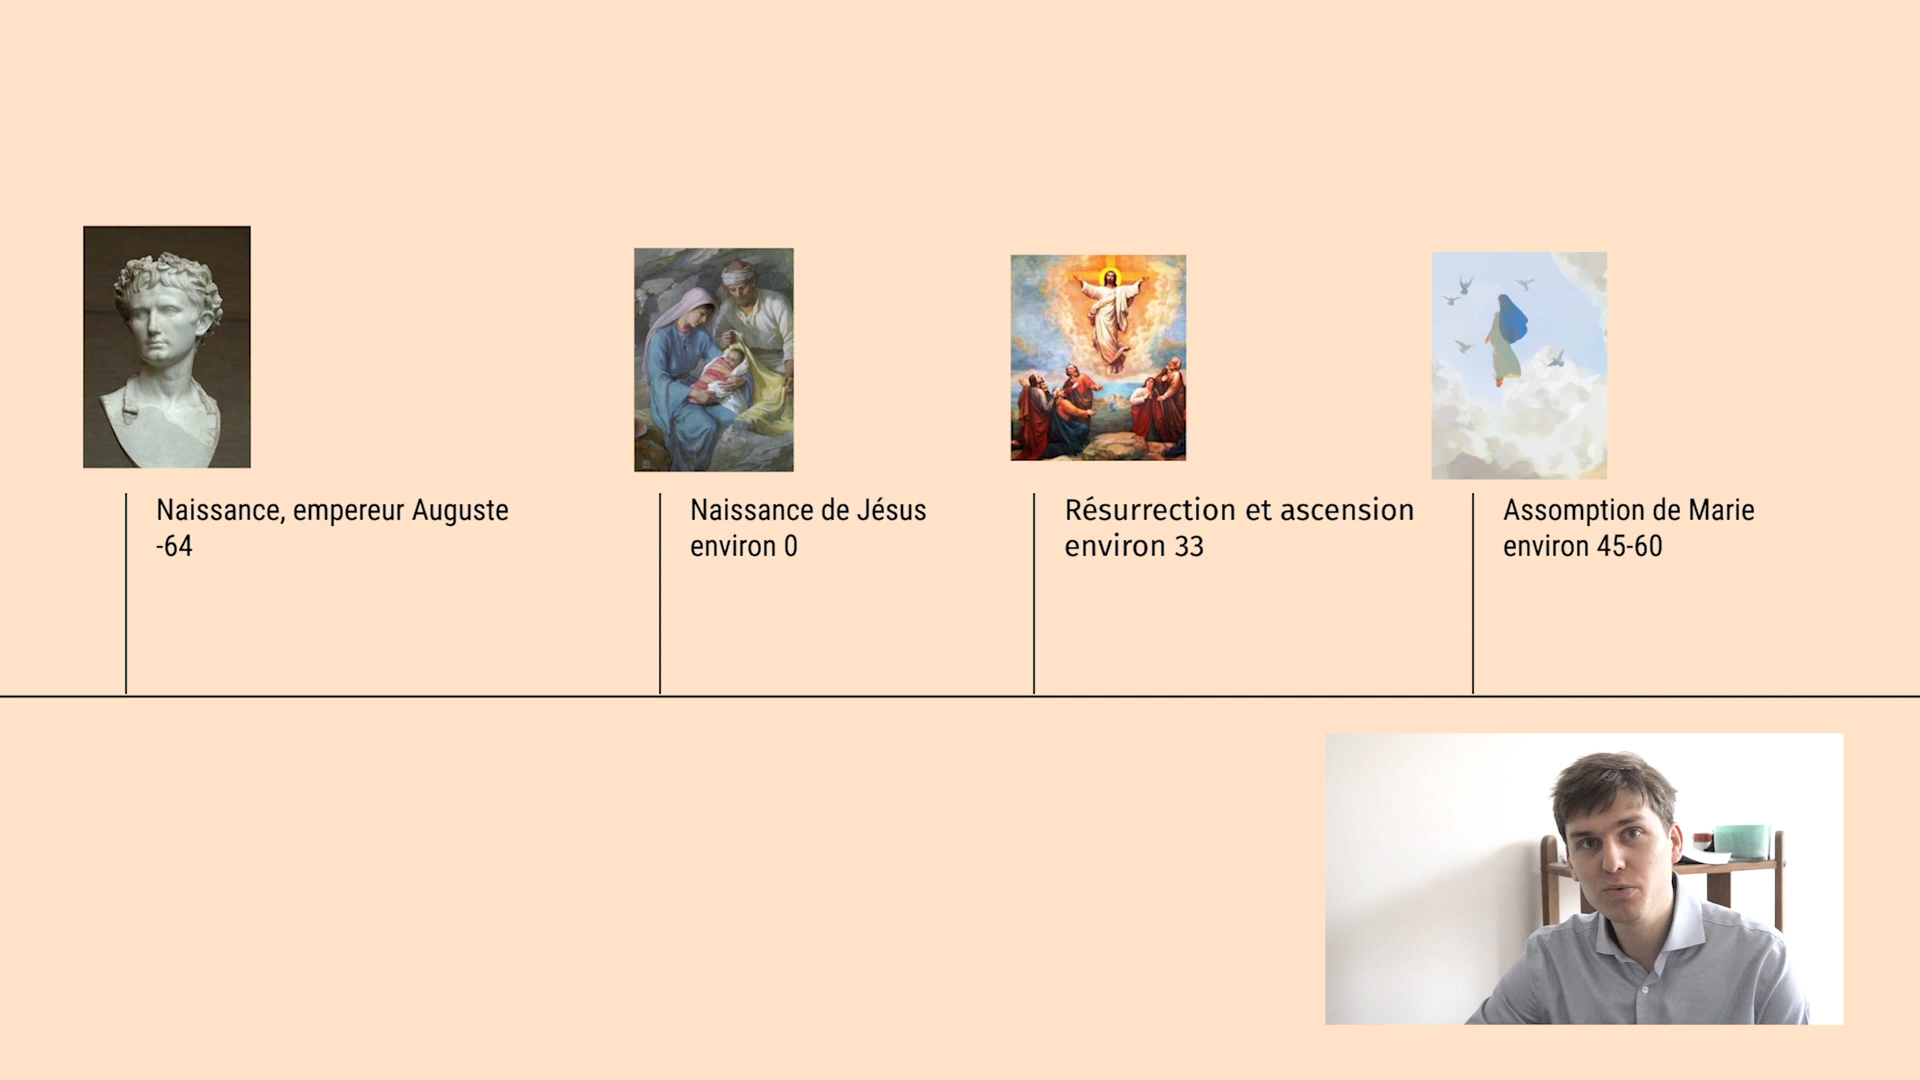 Naissance, empereur Auguste
-64
Naissance de Jésus
environ 0
Résurrection et ascension
environ 33
Assomption de Marie
environ 45-60